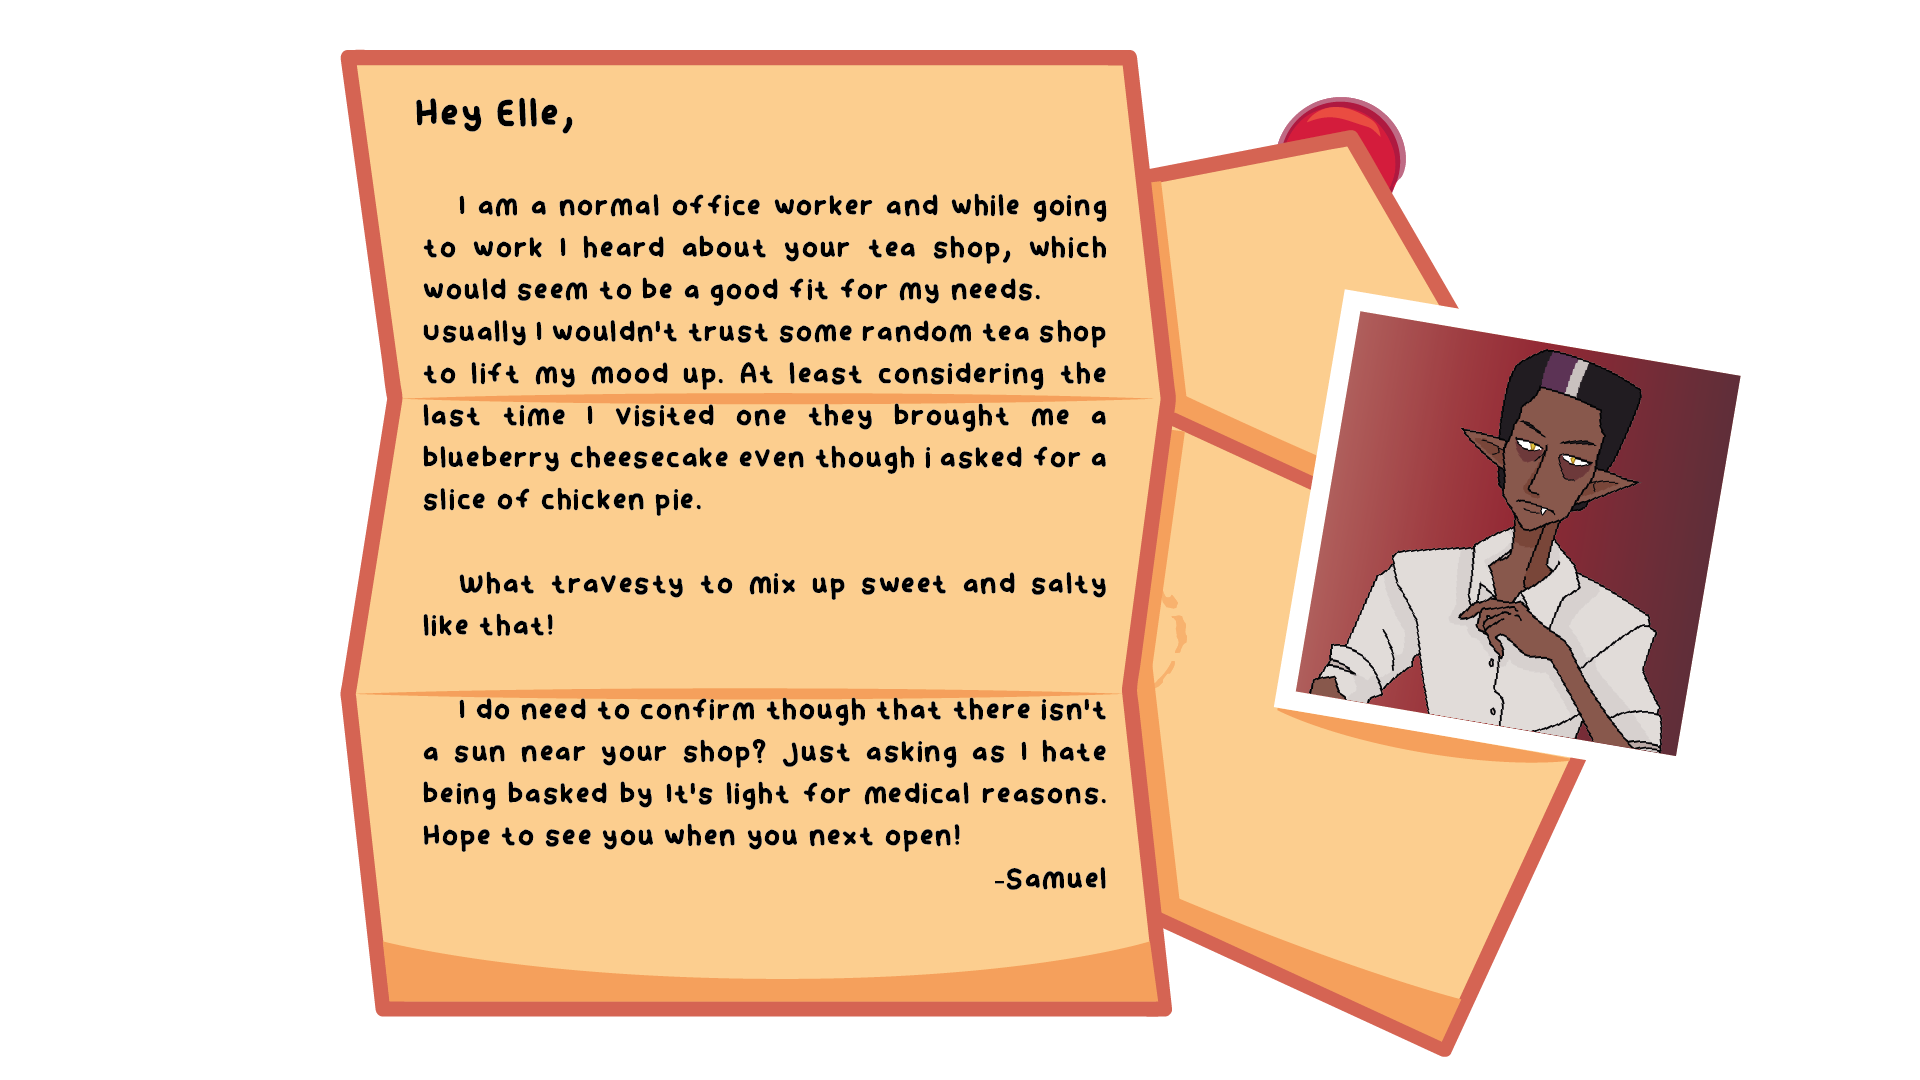 Hey Elle,
I am a normal office worker and while going
to work I heard about your tea shop, which
would seem to be a good fit for my needs.
Usually I wouldn't trust some random tea shop
to lift my mood up. At least considering the
last time I visited one they brought me a
blueberry cheesecake even though i asked for a
slice of chicken pie.
What travesty to mix up sweet and salty
like that!
I do need to confirm though that there isn't
a sun near your shop? Just asking as I hate
being basked by It's light for medical reasons.
Hope to see you when you next open!
-Samuel